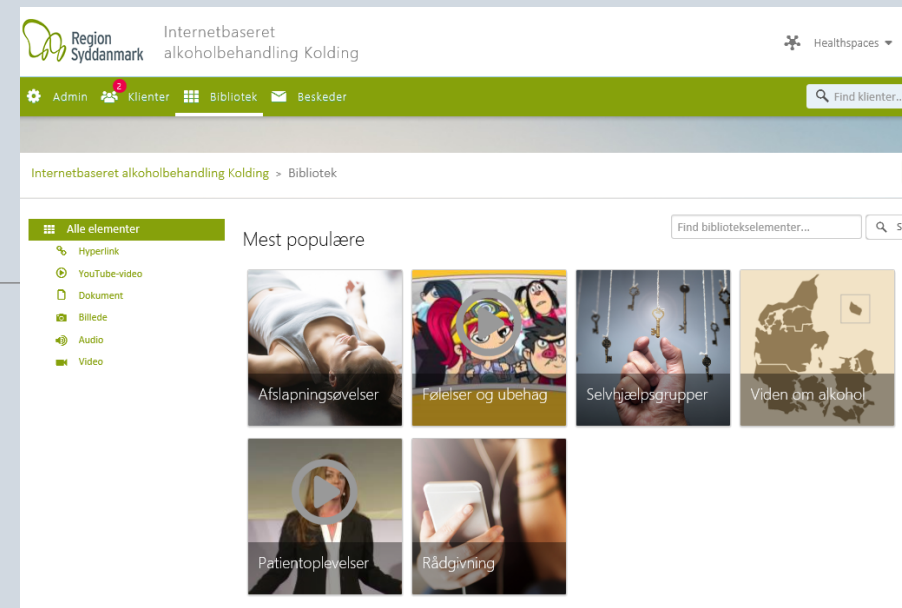 Region
Syddanmark
Internetbaseret
alkoholbehandling Kolding
Healthspaces
Admin
2
Klienter
Bibliotek
Beskeder
Find klienter...
Internetbaseret alkoholbehandling Kolding > Bibliotek
Alle elementer
Hyperlink
YouTube-video
Dokument
Billede
Audio
Video
Mest populære
Find bibliotekselementer...
S
Afslapningsøvelser
Følelser og ubehag
Selvhjælpsgrupper
Viden om alkohol
Patientoplevelser
Rådgivning